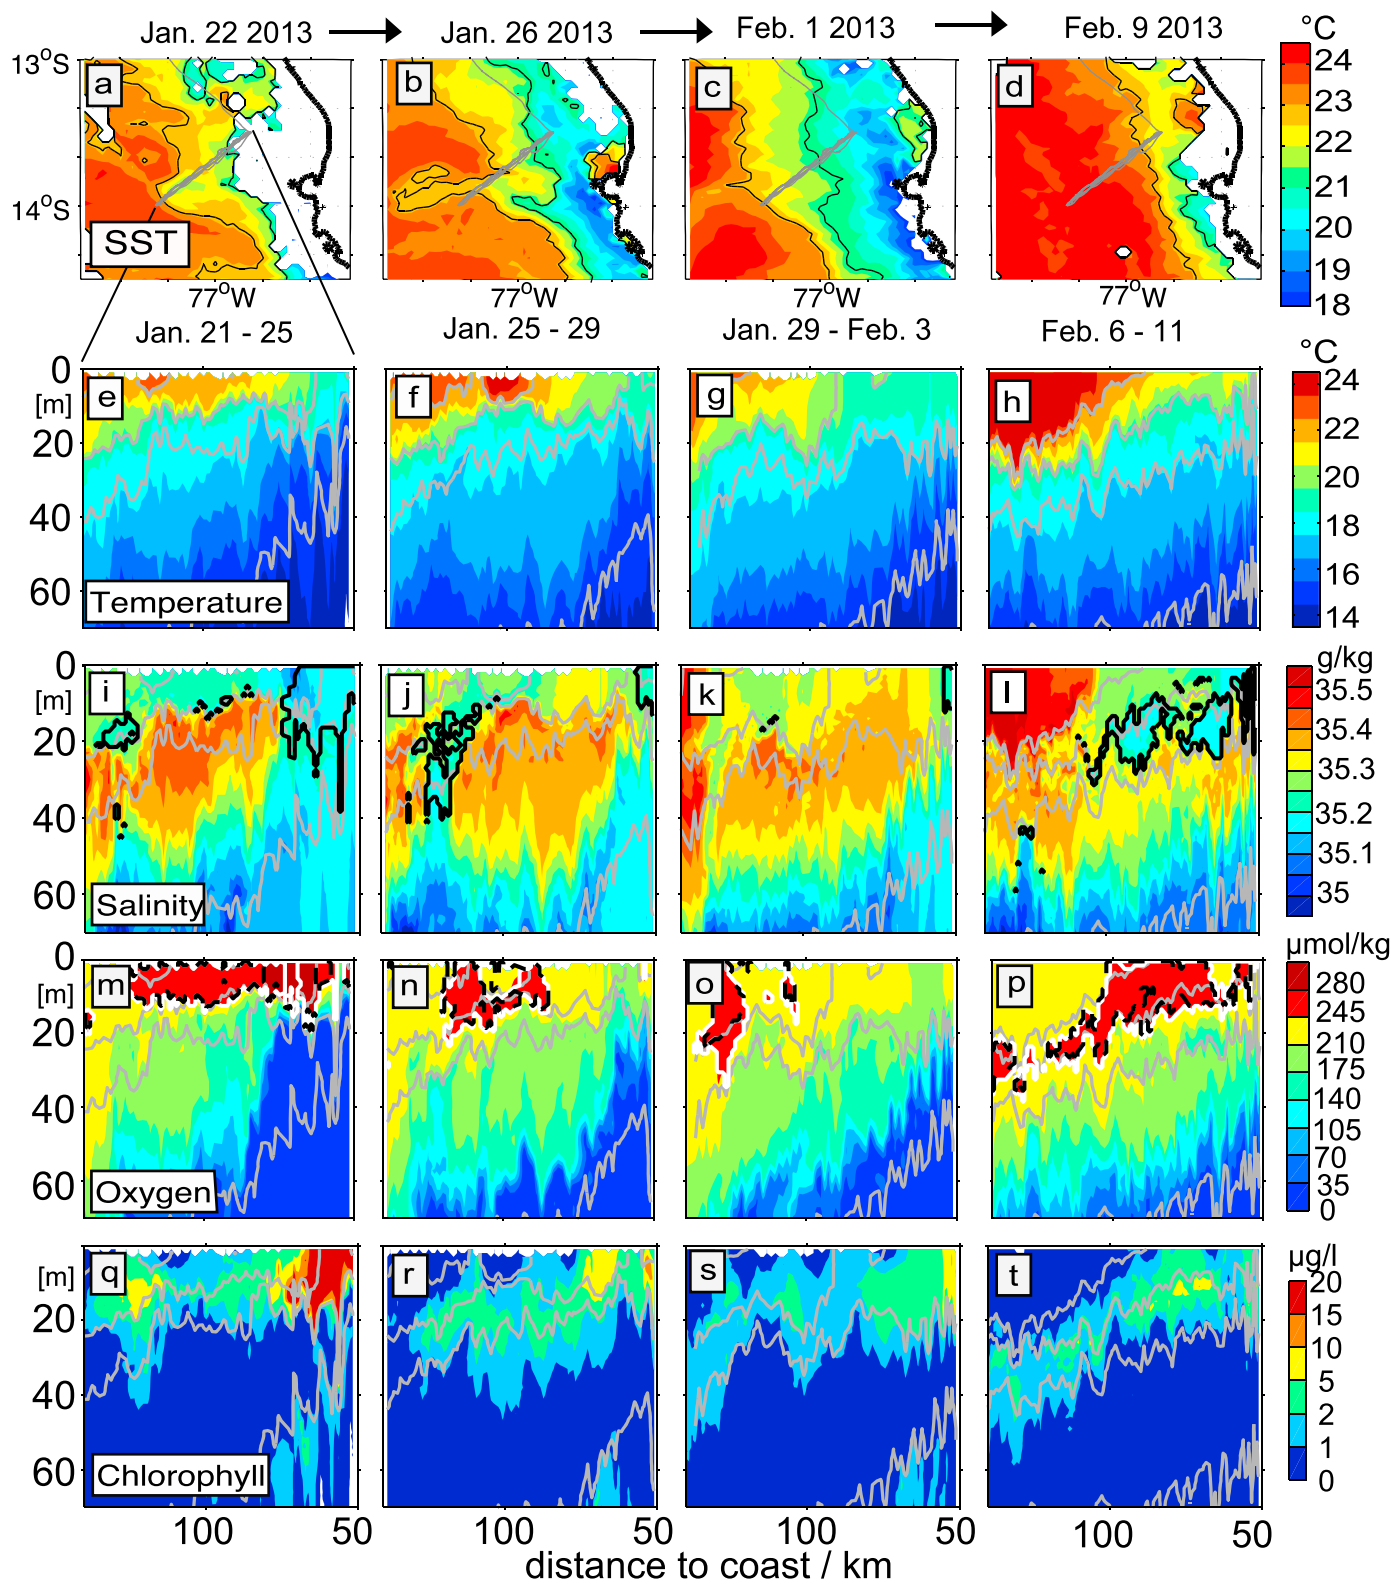 Jan. 22 2013 Jan. 26 2013 Feb. 1 2013 Feb. 9 2013 °C
13°S a b c d 24
23
22
21
20
19
18
14°S SST
77°W 77°W 77°W 77°W
Jan. 21 - 25 Jan. 25 - 29 Jan. 29 - Feb. 3 Feb. 6 - 11 °C
0 e f g h 24
[m] 22
20 20
40 18
60 16
Temperature 14
0 i j k l g/kg
[m] 35.5
20 35.4
35.3
40 35.2
35.1
60 35
Salinity
0 m n o p µmol/kg
[m] 280
245
20 210
175
40 140
105
70
60 35
Oxygen 0
q r s t µg/l
[m] 20
20 15
10
40 5
2
60 1
Chlorophyll 0
100 50 100 50 100 50 100 50
distance to coast / km